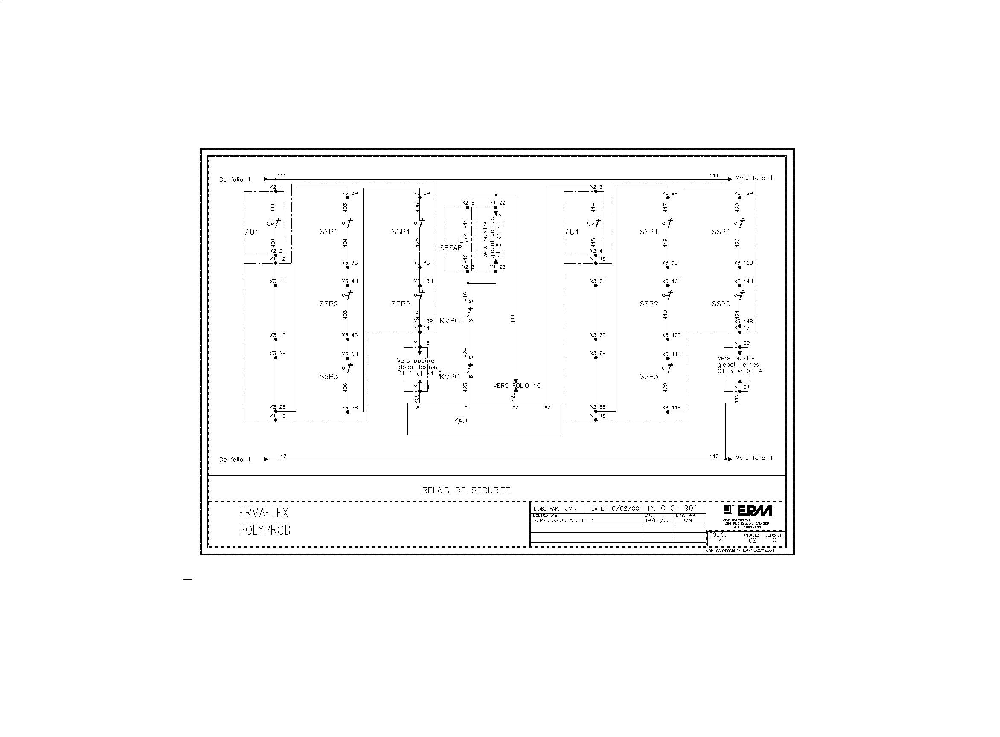 111
111
De folio 1
Vers folio 4
X2 1
X2 3
X3 3H
X3 6H
X3 9H
X3 12H
X2 5
X1 22
111
403
406
414
417
420
411
Vers pupitre
global bornes
X1 5 et X1 6
AU1
SSP1
SSP4
AU1
SSP1
SSP4
401
404
425
SREAR
415
418
426
X2 2
X2 4
X1 12
410
X1 15
X3 3B
X3 6B
X3 9B
X3 12B
X2 6
X1 23
X3 1H
X3 4H
X3 13H
X3 7H
X3 10H
X3 14H
410
21
SSP2
SSP5
SSP2
SSP5
405
407
KMP01
22
411
419
421
X3 13B
X3 14B
X1 14
X1 17
X3 1B
X3 4B
X3 7B
X3 10B
X1 18
X1 20
X3 2H
X3 5H
424
X3 8H
X3 11H
61
Vers pupitre
global bornes
X1 1 et X1 2
Vers pupitre
global bornes
X1 3 et X1 4
SSP3
KMP0
62
SSP3
406
423
VERS FOLIO 10
420
X1 19
X1 21
408
425
112
X3 2B
X3 5B
A1
Y1
Y2
A2
X3 8B
X3 11B
X1 13
X1 16
KAU
112
112
De folio 1
Vers folio 4
RELAIS DE SECURITE
ERMAFLEX
POLYPROD
ETABLI PAR: JMN
DATE: 10/02/00
N°: 0 01 901
MODIFICATIONS
DATE
ETABLI PAR
SUPPRESSION AU2 ET 3
19/06/00
JMN
ERM
280 RUE Edouard DALADIER
84200 CARPENTRAS
FOLIO:
4
INDICE:
02
VERSION
X
NOM SAUVEGARDE: ERFX002XEL04